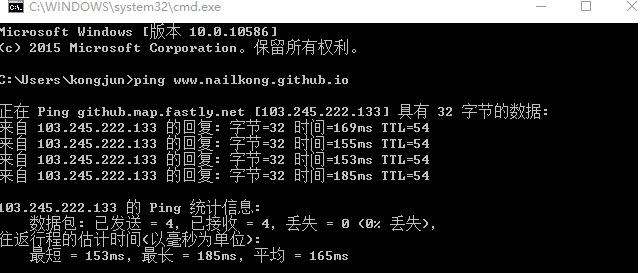 C:\WINDOWS\system32\cmd.exe
Microsoft Windows [版本 10.0.10586]
(c) 2015 Microsoft Corporation。保留所有权利。
C:\Users\kongjun>ping www.nailkong.github.io
正在 Ping github.map.fastly.net [103.245.222.133] 具有 32 字节的数据:
来自 103.245.222.133 的回复: 字节=32 时间=169ms TTL=54
来自 103.245.222.133 的回复: 字节=32 时间=155ms TTL=54
来自 103.245.222.133 的回复: 字节=32 时间=153ms TTL=54
来自 103.245.222.133 的回复: 字节=32 时间=185ms TTL=54
103.245.222.133 的 Ping 统计信息:
数据包: 已发送 = 4, 已接收 = 4, 丢失 = 0 (0% 丢失),
往返行程的估计时间(以毫秒为单位):
最短 = 153ms, 最长 = 185ms, 平均 = 165ms